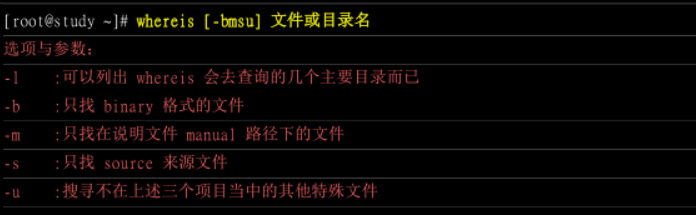 [root@study ~]# whereis [-bmsu] 文件或目录名
选项与参数:
-l :可以列出 whereis 会去查询的几个主要目录而已
-b :只找 binary 格式的文件
-m :只找在说明文件 manual 路径下的文件
-s :只找 source 来源文件
-u :搜寻不在上述三个项目当中的其他特殊文件